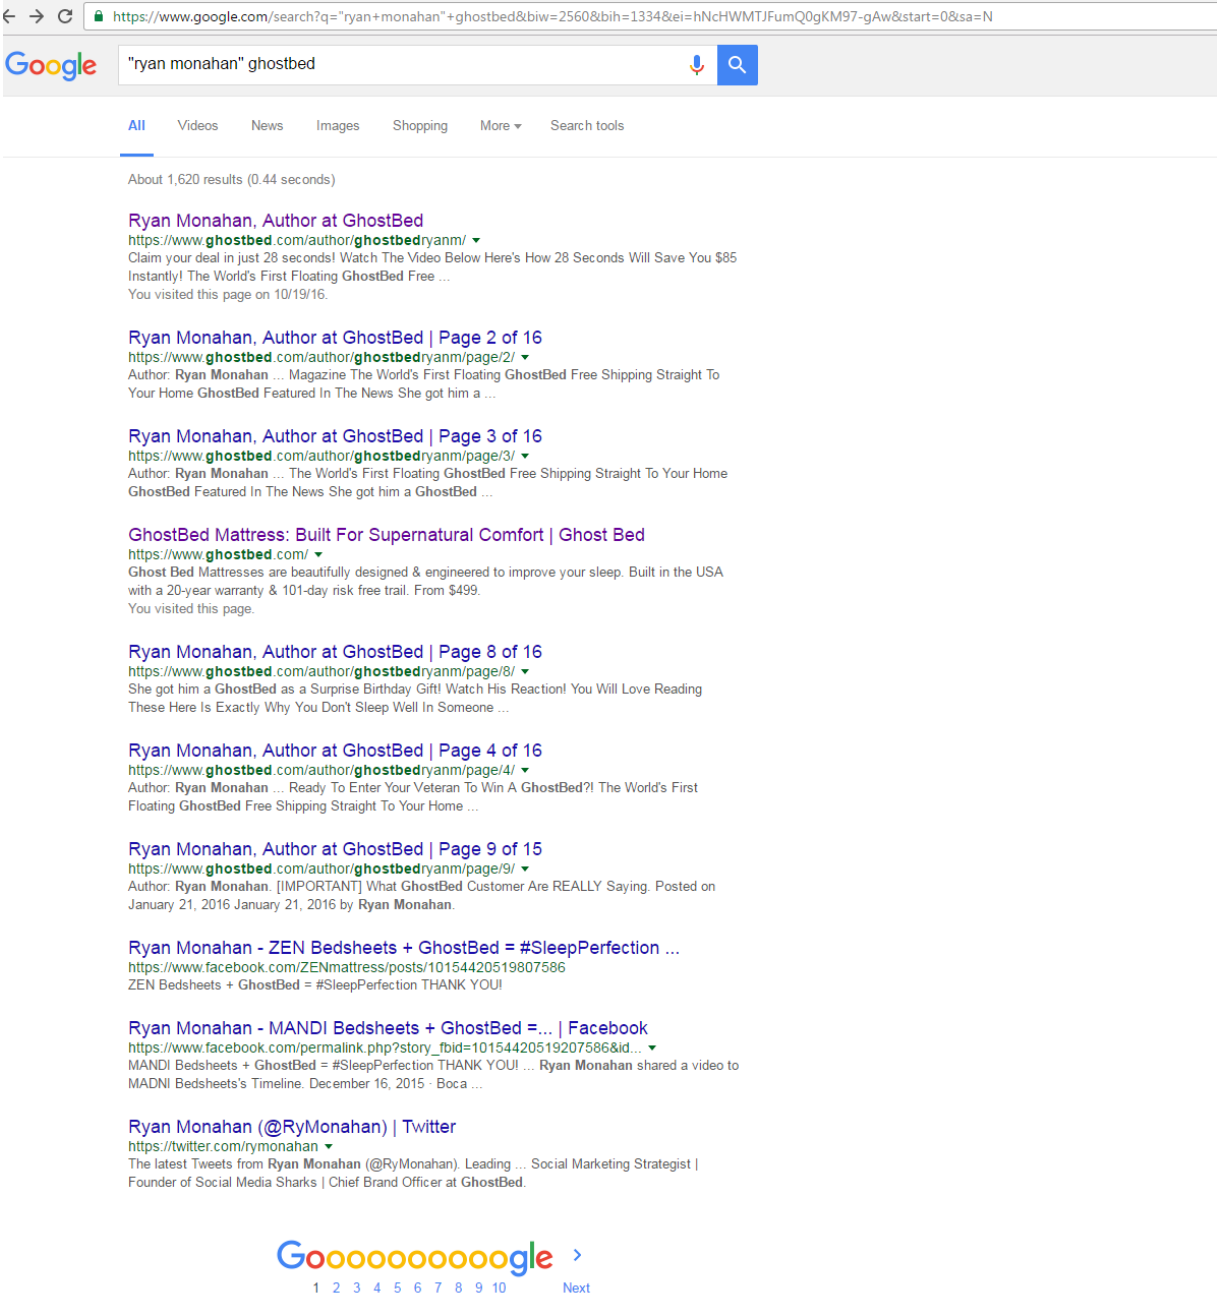 https://www.google.com/search?q="ryan+monahan"+ghostbed&biw=2560&bih=1334&ei=hNcHWMTJFumQ0gKM97-gAw&start=0&sa=N
Google "ryan monahan" ghostbed
All Videos News Images Shopping More Search tools
About 1,620 results (0.44 seconds)
Ryan Monahan, Author at GhostBed
https://www.ghostbed.com/author/ghostbedryanm/
Claim your deal in just 28 seconds! Watch The Video Below Here's How 28 Seconds Will Save You $85
Instantly! The World's First Floating GhostBed Free ...
You visited this page on 10/19/16.
Ryan Monahan, Author at GhostBed | Page 2 of 16
https://www.ghostbed.com/author/ghostbedryanm/page/2/
Author: Ryan Monahan ... Magazine The World's First Floating GhostBed Free Shipping Straight To
Your Home GhostBed Featured In The News She got him a ...
Ryan Monahan, Author at GhostBed | Page 3 of 16
https://www.ghostbed.com/author/ghostbedryanm/page/3/
Author: Ryan Monahan ... The World's First Floating GhostBed Free Shipping Straight To Your Home
GhostBed Featured In The News She got him a GhostBed ...
GhostBed Mattress: Built For Supernatural Comfort | Ghost Bed
https://www.ghostbed.com/
Ghost Bed Mattresses are beautifully designed & engineered to improve your sleep. Built in the USA
with a 20-year warranty & 101-day risk free trail. From $499.
You visited this page.
Ryan Monahan, Author at GhostBed | Page 8 of 16
https://www.ghostbed.com/author/ghostbedryanm/page/8/
She got him a GhostBed as a Surprise Birthday Gift! Watch His Reaction! You Will Love Reading
These Here Is Exactly Why You Don't Sleep Well In Someone ...
Ryan Monahan, Author at GhostBed | Page 4 of 16
https://www.ghostbed.com/author/ghostbedryanm/page/4/
Author: Ryan Monahan ... Ready To Enter Your Veteran To Win A GhostBed?! The World's First
Floating GhostBed Free Shipping Straight To Your Home ...
Ryan Monahan, Author at GhostBed | Page 9 of 15
https://www.ghostbed.com/author/ghostbedryanm/page/9/
Author: Ryan Monahan. [IMPORTANT] What GhostBed Customer Are REALLY Saying. Posted on
January 21, 2016 January 21, 2016 by Ryan Monahan.
Ryan Monahan - ZEN Bedsheets + GhostBed = #SleepPerfection ...
https://www.facebook.com/ZENmattress/posts/10154420519807586
ZEN Bedsheets + GhostBed = #SleepPerfection THANK YOU!
Ryan Monahan - MANDI Bedsheets + GhostBed =... | Facebook
https://www.facebook.com/permalink.php?story_fbid=10154420519207586&id...
MANDI Bedsheets + GhostBed = #SleepPerfection THANK YOU! ... Ryan Monahan shared a video to
MADNI Bedsheets's Timeline. December 16, 2015 · Boca ...
Ryan Monahan (@RyMonahan) | Twitter
https://twitter.com/rymonahan
The latest Tweets from Ryan Monahan (@RyMonahan). Leading ... Social Marketing Strategist |
Founder of Social Media Sharks | Chief Brand Officer at GhostBed.
Goooooooooogle >
1 2 3 4 5 6 7 8 9 10 Next